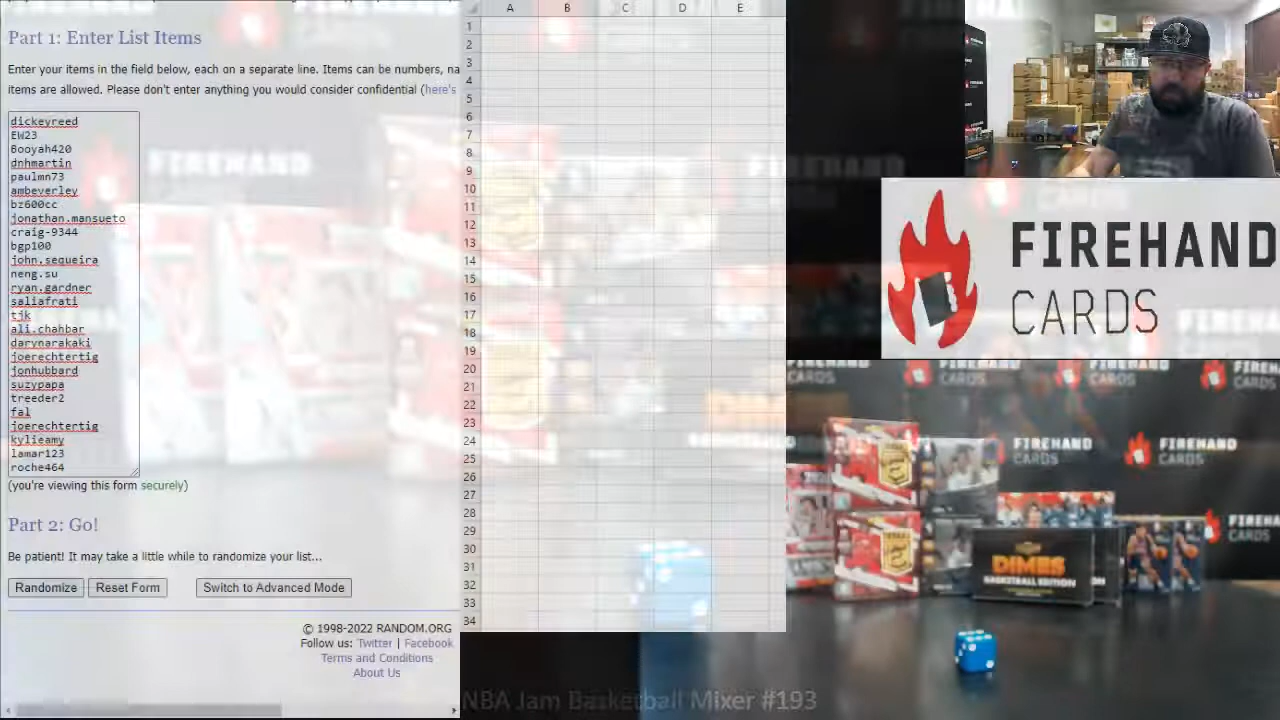 Part 1: Enter List Items
Enter your items in the field below, each on a separate line. Items can be numbers, na
items are allowed. Please don't enter anything you would consider confidential (here's
dickeyreed
EW23
Booyah420
dnhmartin
paulmn73
ambeverley
bz600cc
jonathan.mansueto
craig-9344
bgp100
john.sequeira
neng.su
ryan.gardner
saliafrati
tjk
ali.chahbar
darynarakaki
joerechtertig
jonhubbard
suzypapa
treeder2
fal
joerechtertig
kylieamy
lamar123
roche464
(you're viewing this form securely)
Part 2: Go!
Be patient! It may take a little while to randomize your list...
Randomize
Reset Form
Switch to Advanced Mode
© 1998-2022 RANDOM.ORG
Follow us: Twitter | Facebook
Terms and Conditions
About Us
A B C D E
1
2
3
4
5
6
7
8
9
10
11
12
13
14
15
16
17
18
19
20
21
22
23
24
25
26
27
28
29
30
31
32
33
34
FIREHAND
CARDS
FIREHAND
CARDS
FIREHAND
CARDS
DIMES
BASKETBALL EDITION
NBA Jam Basketball Mixer #193